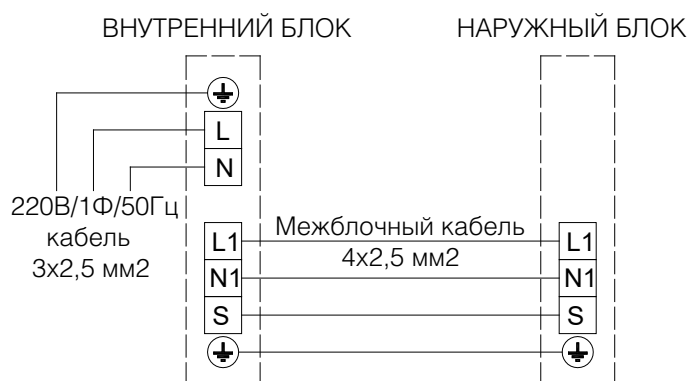 ВНУТРЕННИЙ БЛОК
НАРУЖНЫЙ БЛОК
L
N
220В/1Ф/50Гц
кабель
3х2,5 мм2
L1
Межблочный кабель
4х2,5 мм2
L1
N1
N1
S
S